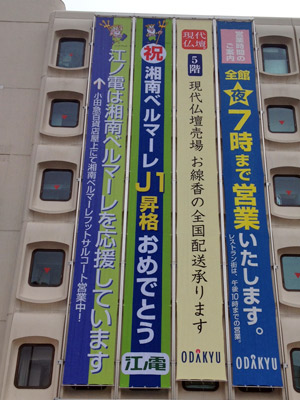 営業時間の
ご案内
全館
夜
7時まで営業いたします。
レストラン街は、午後10時までの営業。
ODAKYU
現代
仏壇
5階
現代仏壇売場 お線香の全国配送承ります
ODAKYU
祝
湘南ベルマーレJ1昇格おめでとう
江ノ電
江ノ電は湘南ベルマーレを応援しています
↑小田急百貨店屋上にて湘南ベルマーレフットサルコート営業中!